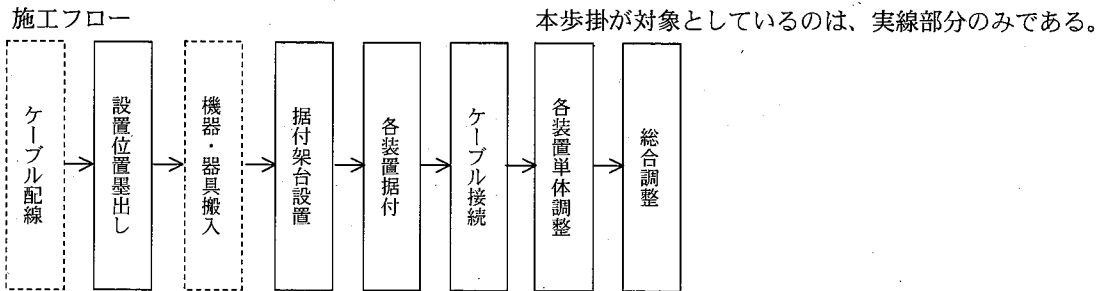 施工フロー
本歩掛が対象としているのは、実線部分のみである。
ケーブル配線
設置位置墨出し
機器・器具搬入
据付架台設置
各装置据付
ケーブル接続
各装置単体調整
総合調整